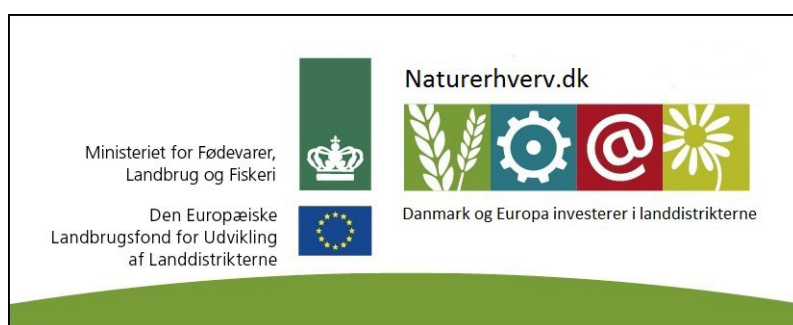 Ministeriet for Fødevarer,
Landbrug og Fiskeri
Den Europæiske
Landbrugsfond for Udvikling
af Landdistrikterne
Naturerhverv.dk
@
Danmark og Europa investerer i landdistrikterne